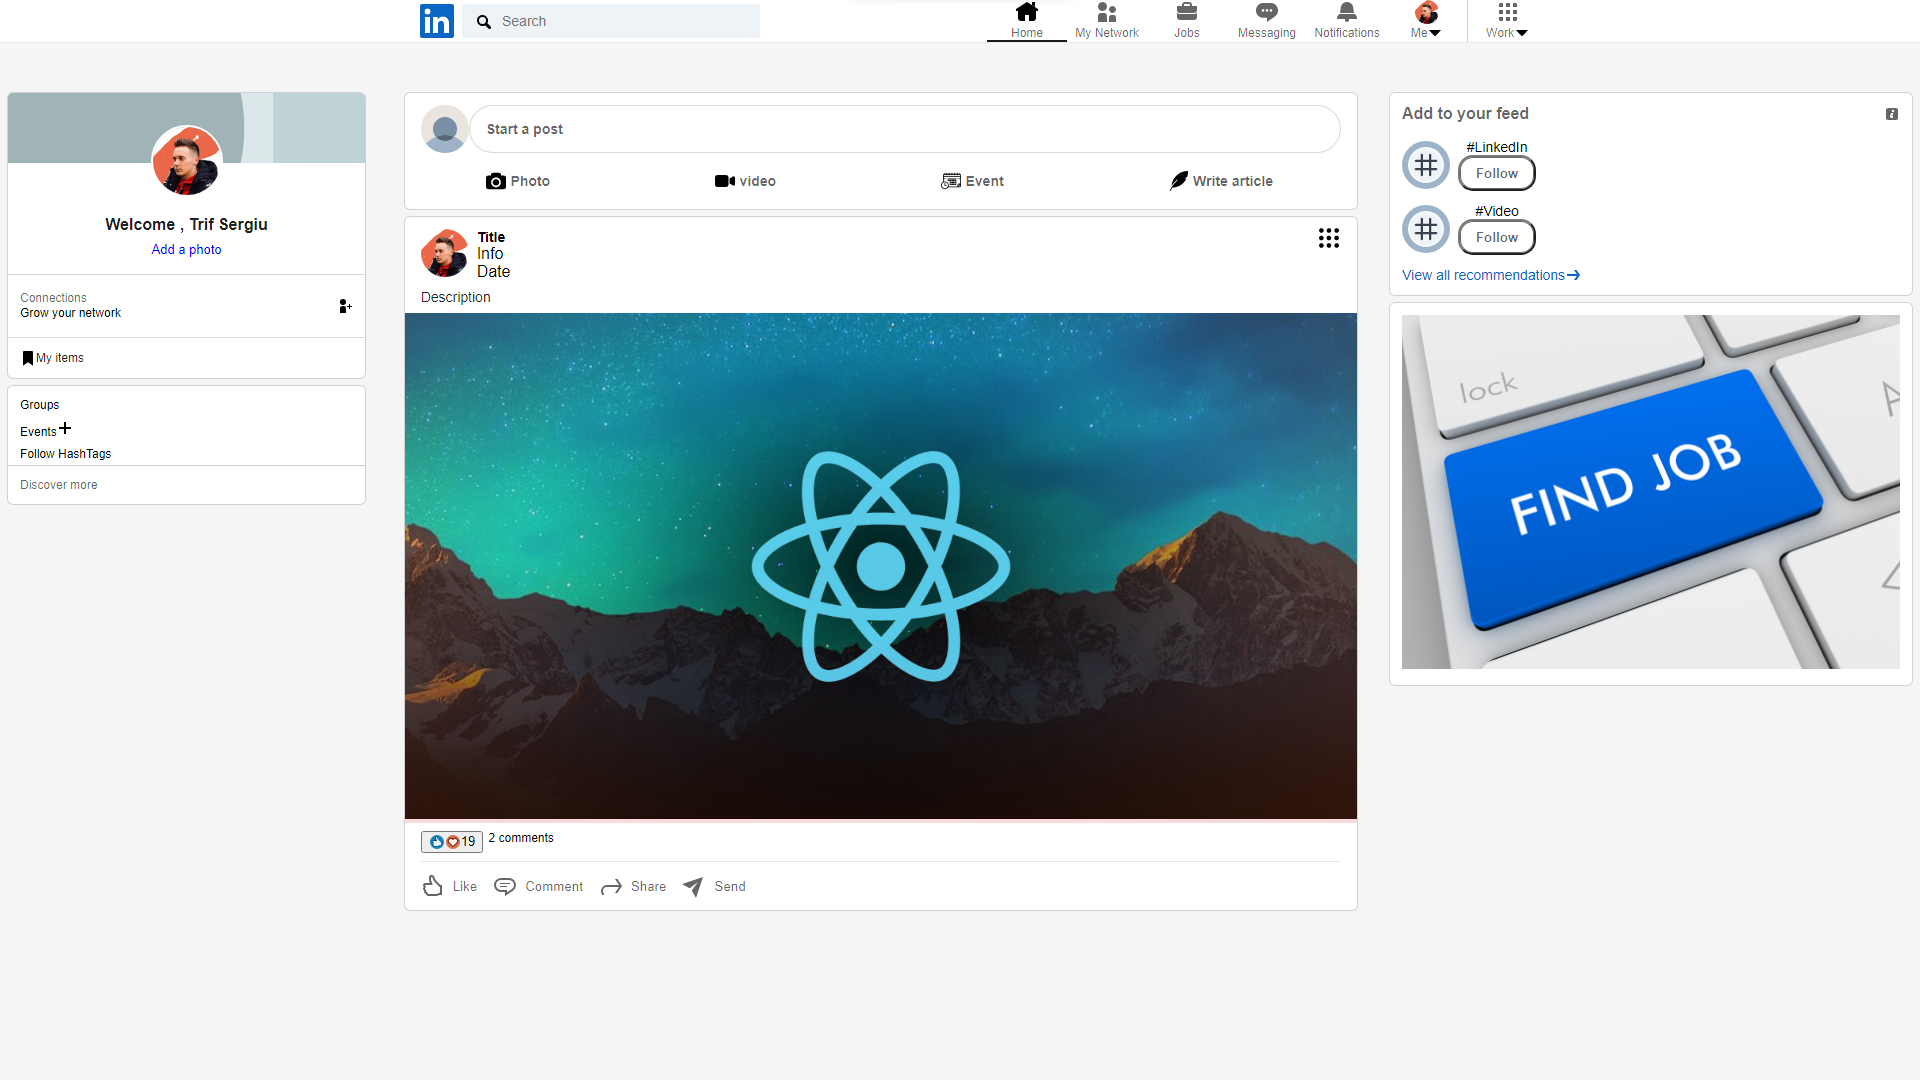 in
Search
Home
My Network
Jobs
Messaging
Notifications
Me
Work
Welcome , Trif Sergiu
Add a photo
Connections
Grow your network
My items
Groups
Events
Follow HashTags
Discover more
Start a post
Photo
video
Event
Write article
Title
Info
Date
Description
19
2 comments
Like
Comment
Share
Send
Add to your feed
#LinkedIn
Follow
#Video
Follow
View all recommendations
lock
A
FIND JOB